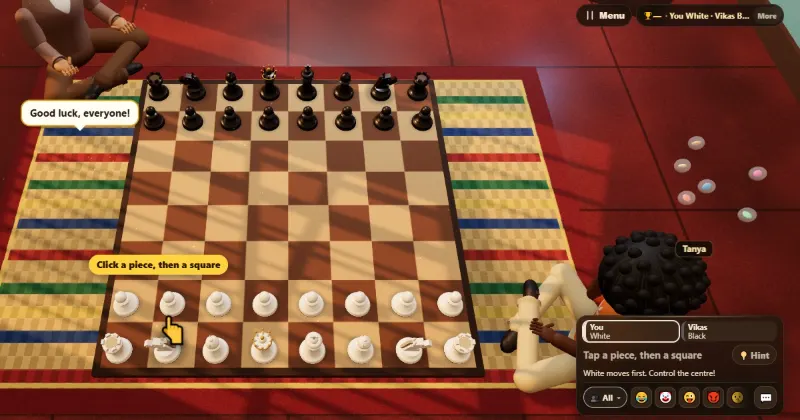 Menu
— · You White · Vikas B... More
Good luck, everyone!
Click a piece, then a square
Tanya
You
White
Vikas
Black
Tap a piece, then a square
Hint
White moves first. Control the centre!
All